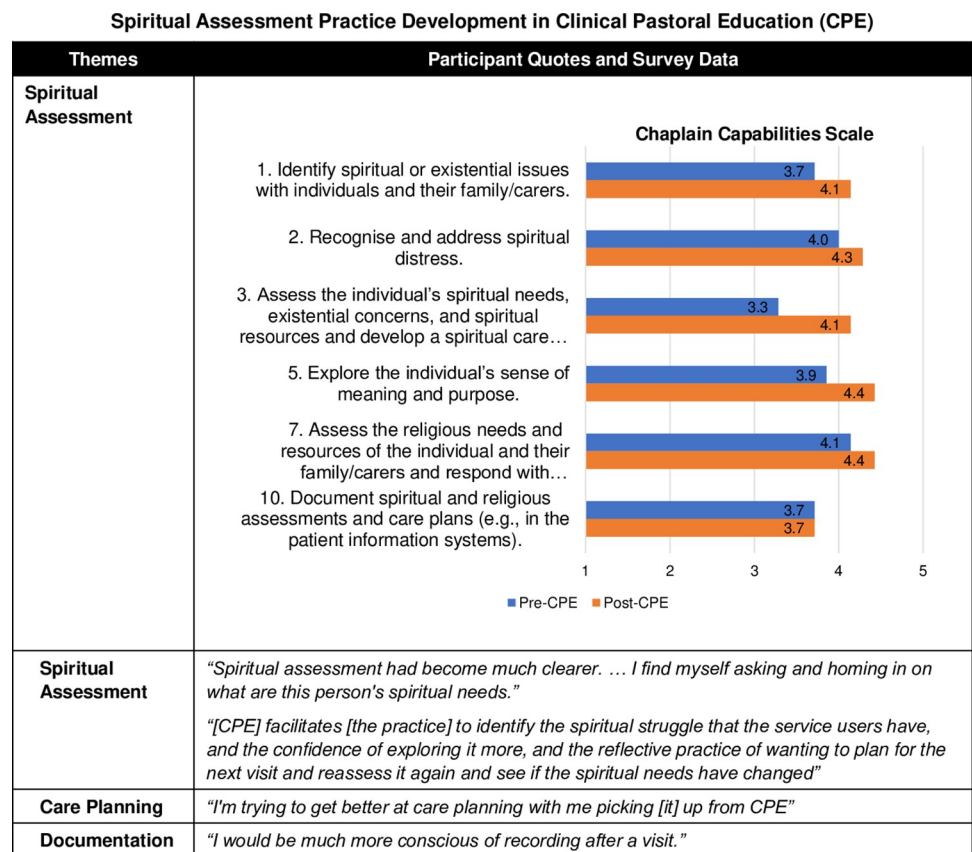 Spiritual Assessment Practice Development in Clinical Pastoral Education (CPE)
Themes
Participant Quotes and Survey Data
Spiritual
Assessment
Chaplain Capabilities Scale
1. Identify spiritual or existential issues
with individuals and their family/carers.
3.7
4.1
2. Recognise and address spiritual
distress.
4.0
4.3
3. Assess the individual’s spiritual needs,
existential concerns, and spiritual
resources and develop a spiritual care…
3.3
4.1
5. Explore the individual’s sense of
meaning and purpose.
3.9
4.4
7. Assess the religious needs and
resources of the individual and their
family/carers and respond with…
4.1
4.4
10. Document spiritual and religious
assessments and care plans (e.g., in the
patient information systems).
3.7
3.7
1 2 3 4 5
Pre-CPE Post-CPE
Spiritual
Assessment
“Spiritual assessment had become much clearer. … I find myself asking and homing in on
what are this person's spiritual needs.”
“[CPE] facilitates [the practice] to identify the spiritual struggle that the service users have,
and the confidence of exploring it more, and the reflective practice of wanting to plan for the
next visit and reassess it again and see if the spiritual needs have changed”
Care Planning
“I'm trying to get better at care planning with me picking [it] up from CPE”
Documentation
“I would be much more conscious of recording after a visit.”